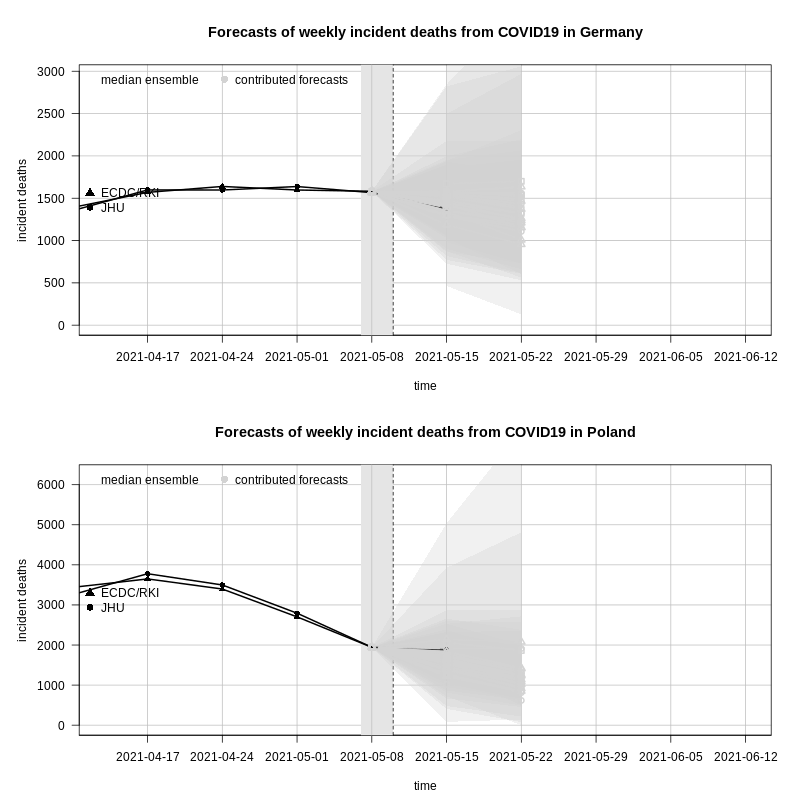 Forecasts of weekly incident deaths from COVID19 in Germany
median ensemble contributed forecasts
3000
2500
2000
1500
1000
500
0
incident deaths
ECDC/RKI
JHU
2021-04-17 2021-04-24 2021-05-01 2021-05-08 2021-05-15 2021-05-22 2021-05-29 2021-06-05 2021-06-12
time
Forecasts of weekly incident deaths from COVID19 in Poland
median ensemble contributed forecasts
6000
5000
4000
3000
2000
1000
0
incident deaths
ECDC/RKI
JHU
2021-04-17 2021-04-24 2021-05-01 2021-05-08 2021-05-15 2021-05-22 2021-05-29 2021-06-05 2021-06-12
time